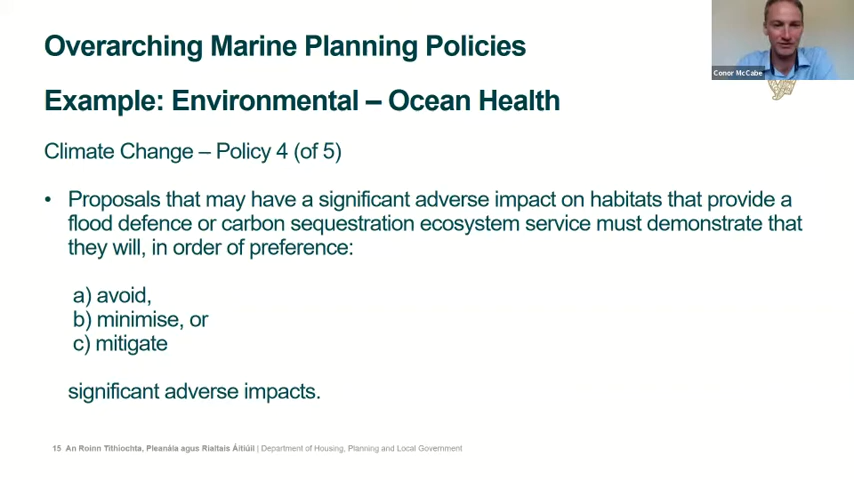 Overarching Marine Planning Policies
Example: Environmental – Ocean Health
Conor McCabe
Climate Change – Policy 4 (of 5)
• Proposals that may have a significant adverse impact on habitats that provide a
flood defence or carbon sequestration ecosystem service must demonstrate that
they will, in order of preference:
a) avoid,
b) minimise, or
c) mitigate
significant adverse impacts.
15 An Roinn Tithíochta, Pleanála agus Rialtais Áitiúil | Department of Housing, Planning and Local Government